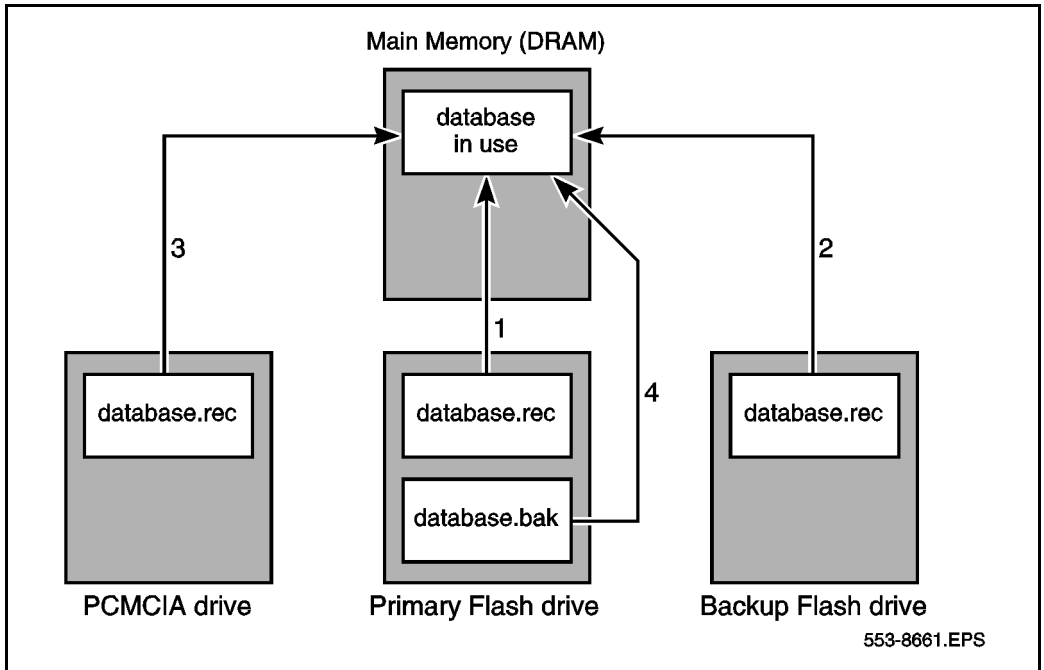 Main Memory (DRAM)
database
in use
3
2
1
4
database.rec
database.rec
database.rec
database.bak
PCMCIA drive
Primary Flash drive
Backup Flash drive
553-8661.EPS